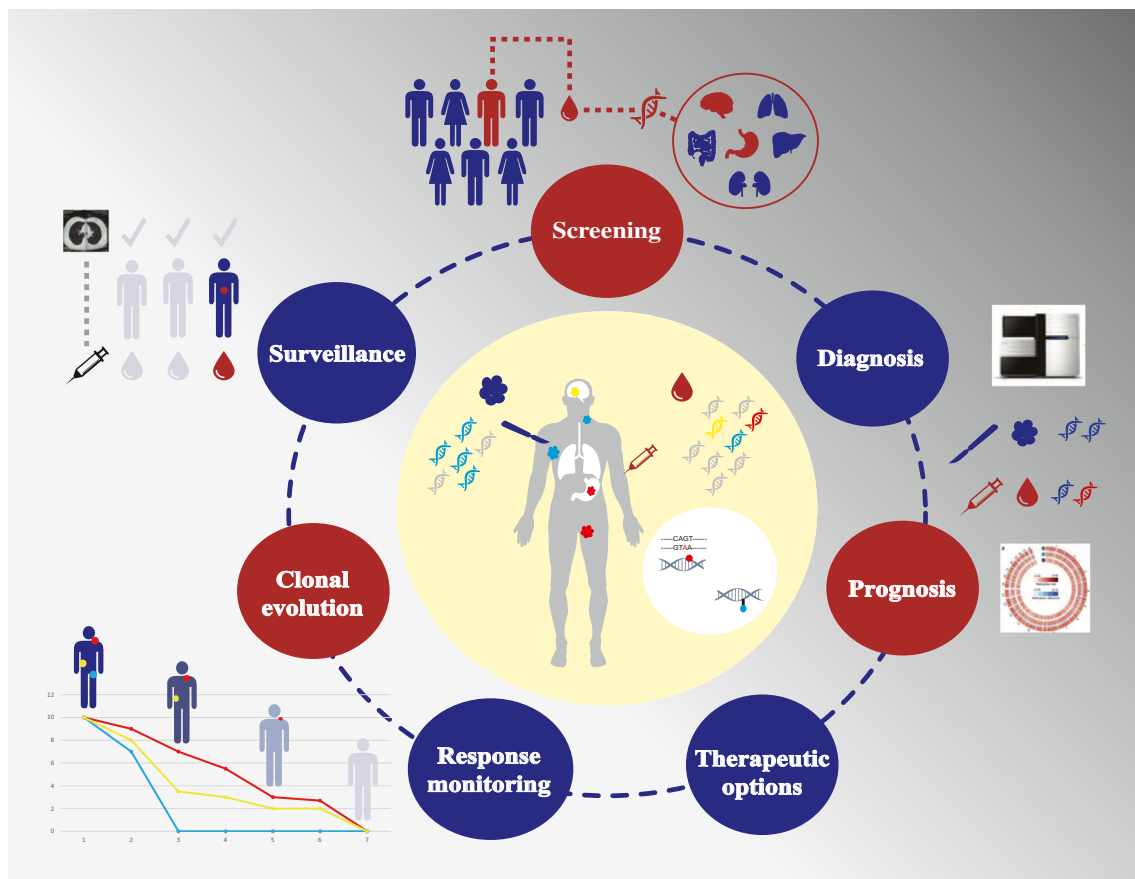 Screening
Surveillance
Diagnosis
-----CAGT------
-----GTAA------
Clonal
evolution
Prognosis
Response
monitoring
Therapeutic
options
12
10
8
6
4
2
0
1
2
3
4
5
6
7